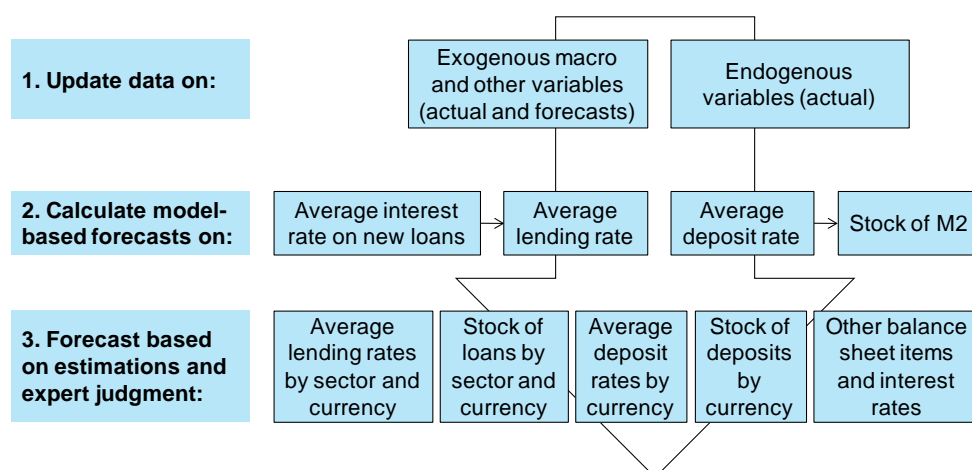 1. Update data on:
Exogenous macro
and other variables
(actual and forecasts)
Endogenous
variables (actual)
2. Calculate model-
based forecasts on:
Average interest
rate on new loans
Average
lending rate
Average
deposit rate
Stock of M2
3. Forecast based
on estimations and
expert judgment:
Average
lending rates
by sector and
currency
Stock of
loans by
sector and
currency
Average
deposit
rates by
currency
Stock of
deposits
by
currency
Other balance
sheet items
and interest
rates